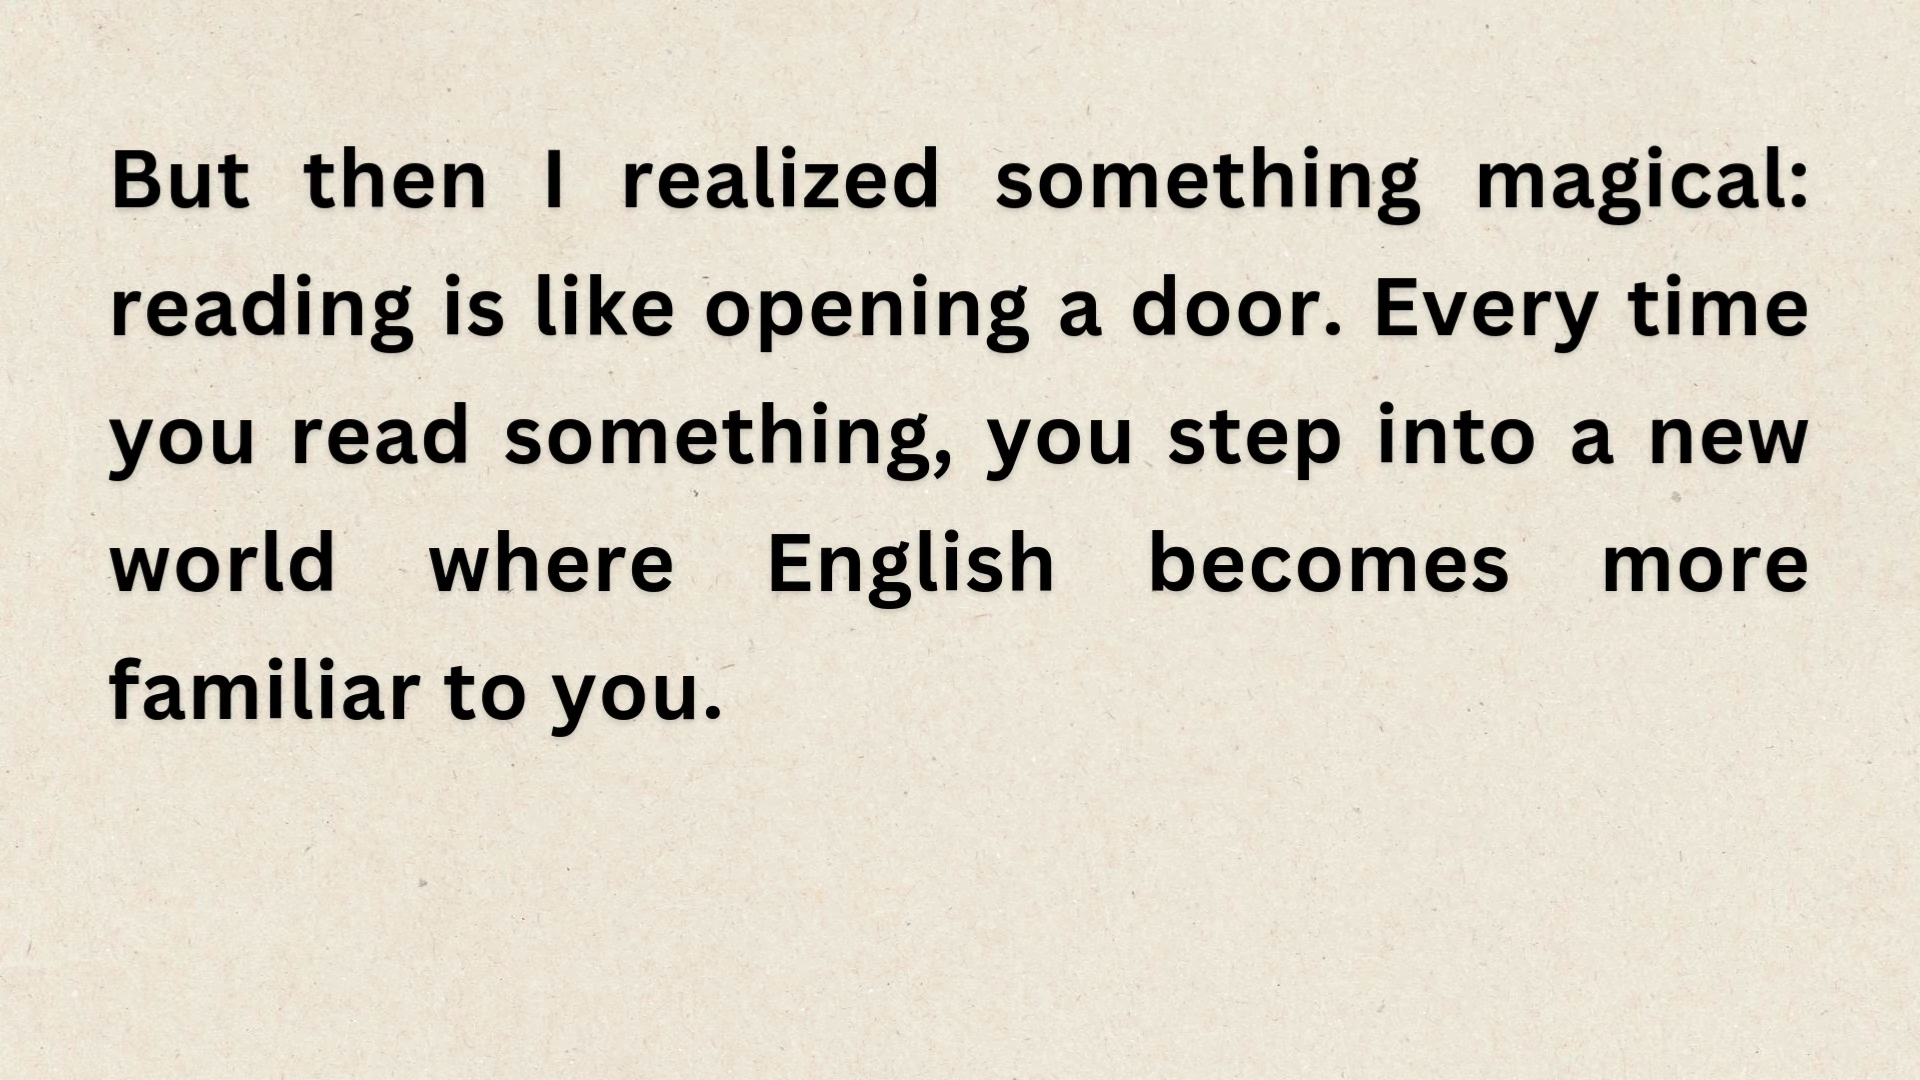 But then I realized something magical:
reading is like opening a door. Every time
you read something, you step into a new
world where English becomes more
familiar to you.